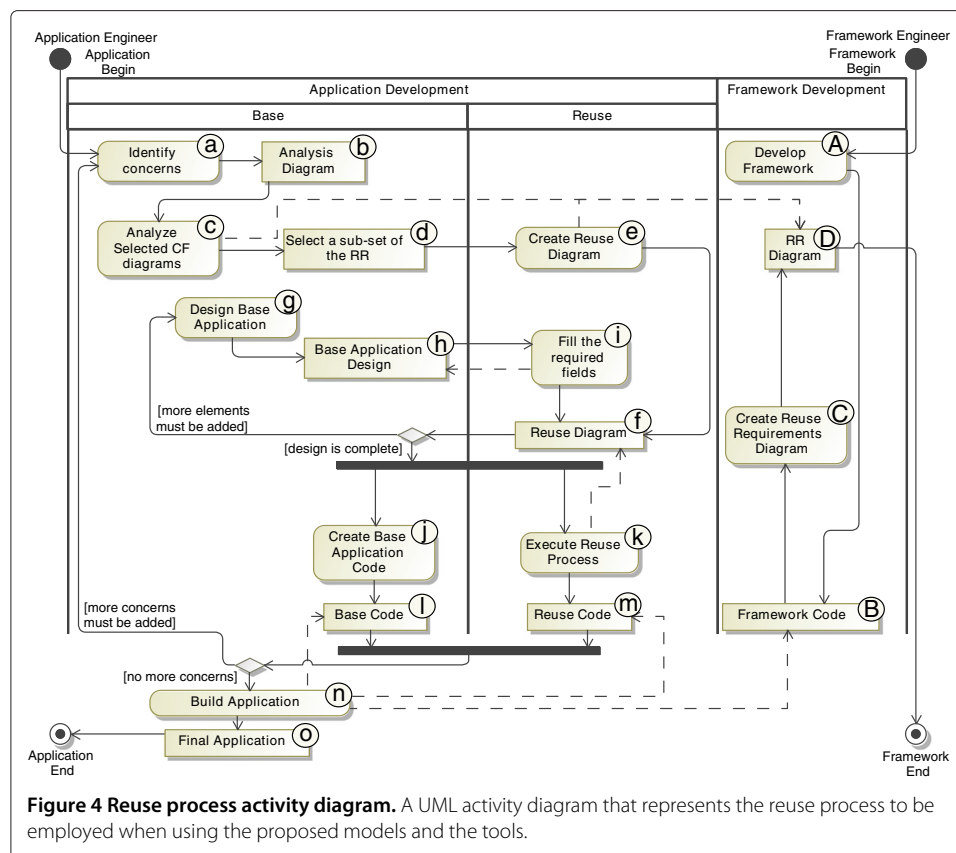 Application Engineer
Application
Begin
Framework Engineer
Framework
Begin
Application Development
Framework Development
Base
Reuse
Identify
concerns
a
Analysis
Diagram
b
Develop
Framework
A
Analyze
Selected CF
diagrams
c
Select a sub-set of
the RR
d
Create Reuse
Diagram
e
RR
Diagram
D
Design Base
Application
g
Base Application
Design
h
Fill the
required
fields
i
[more elements
must be added]
Reuse Diagram
f
Create Reuse
Requirements
Diagram
C
[design is complete]
Create Base
Application
Code
j
Execute Reuse
Process
k
[more concerns
must be added]
Base Code
l
Reuse Code
m
Framework Code
B
[no more concerns]
Build Application
n
Final Application
o
Application
End
Framework
End
Figure 4 Reuse process activity diagram. A UML activity diagram that represents the reuse process to be
employed when using the proposed models and the tools.